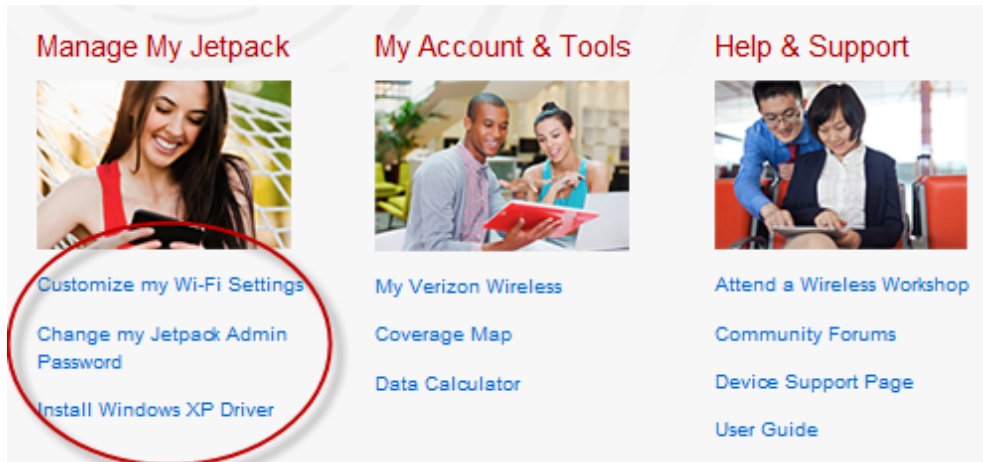 Manage My Jetpack
Customize my Wi-Fi Settings
Change my Jetpack Admin
Password
Install Windows XP Driver
My Account & Tools
My Verizon Wireless
Coverage Map
Data Calculator
Help & Support
Attend a Wireless Workshop
Community Forums
Device Support Page
User Guide